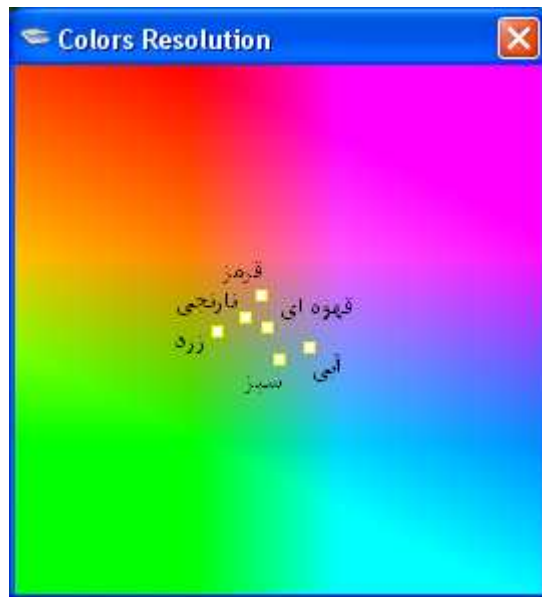 Colors Resolution
قرمز
نارنجی
قهوه ای
زرد
آبی
سبز